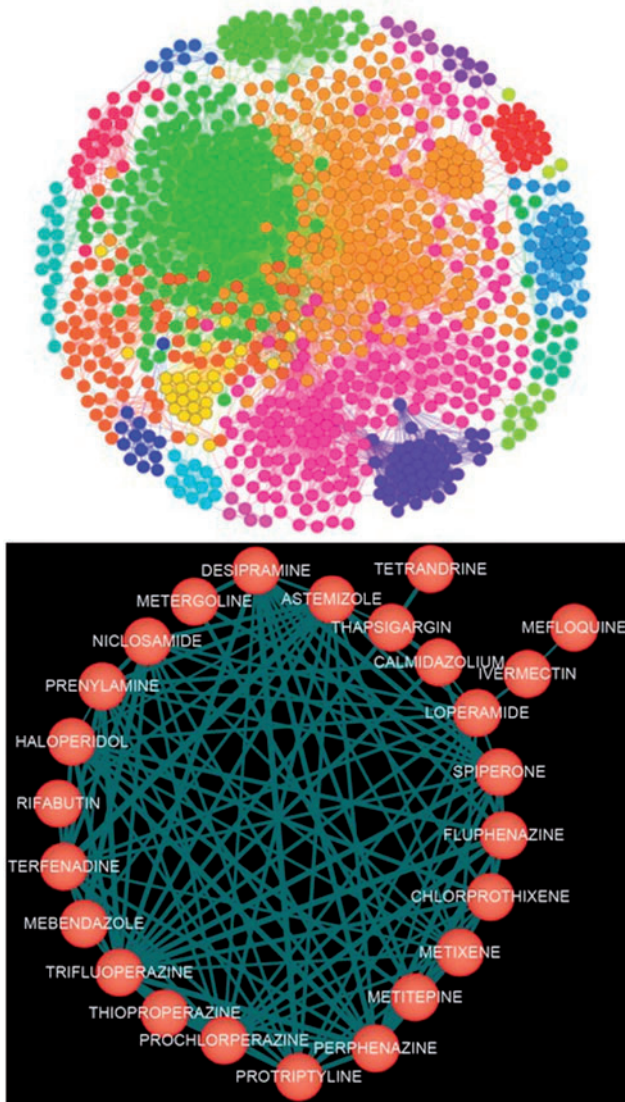 DESIPRAMINE
TETRANDRINE
METERGOLINE
ASTEMIZOLE
NICLOSAMIDE
THAPSIGARGIN
MEFLOQUINE
CALMIDAZOLIUM
IVERMECTIN
PRENYLAMINE
LOPERAMIDE
HALOPERIDOL
SPIPERONE
RIFABUTIN
FLUPHENAZINE
TERFENADINE
CHLORPROTHIXENE
MEBENDAZOLE
METIXENE
TRIFLUOPERAZINE
METITEPINE
THIOPROPERAZINE
PROCHLORPERAZINE
PERPHENAZINE
PROTRIPTYLINE